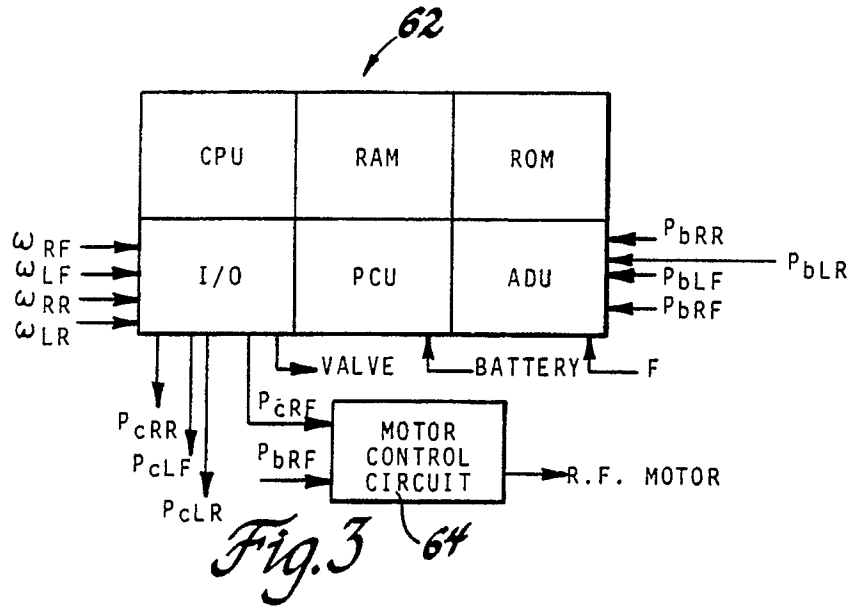 62
CPU RAM ROM
I/O PCU ADU
ωRF
ωLF
ωRR
ωLR
PbRR
PbLR
PbLF
PbRF
VALVE
BATTERY
F
PcRR
PcLF
PcLR
PcRF
PbRF
MOTOR
CONTROL
CIRCUIT
R.F. MOTOR
64
Fig.3